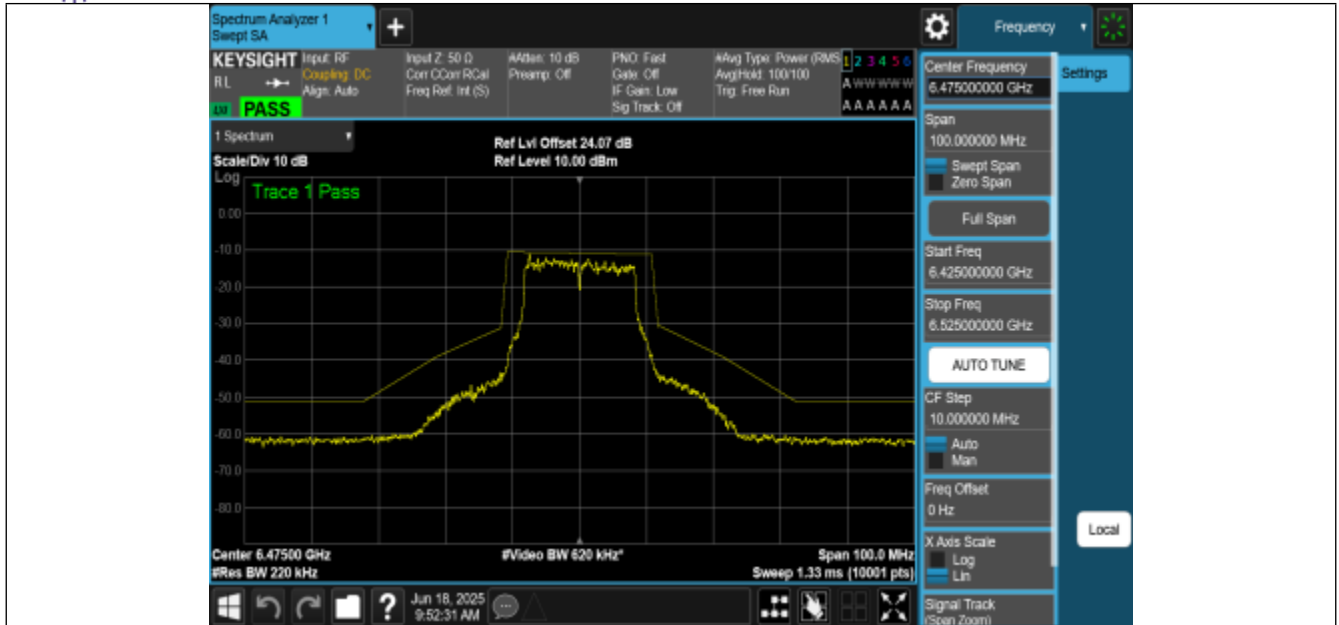 Spectrum Analyzer 1
Swept SA
+
Frequency
KEYSIGHT
RL
PASS
Input: RF
Coupling: DC
Align: Auto
Input Z: 50 Ω
Corr CCorr RCal
Freq Ref: Int (S)
#Atten: 10 dB
Preamp: Off
PNO: Fast
Gate: Off
IF Gain: Low
Sig Track: Off
#Avg Type: Power (RMS
Avg|Hold: 100/100
Trig: Free Run
1 2 3 4 5 6
A W W W W W
A A A A A A
1 Spectrum
Scale/Div 10 dB
Ref Lvl Offset 24.07 dB
Ref Level 10.00 dBm
Log
Trace 1 Pass
0.00
-10.0
-20.0
-30.0
-40.0
-50.0
-60.0
-70.0
-80.0
Center 6.47500 GHz
#Video BW 620 kHz*
Span 100.0 MHz
#Res BW 220 kHz
Sweep 1.33 ms (10001 pts)
Center Frequency
6.475000000 GHz
Settings
Span
100.000000 MHz
Swept Span
Zero Span
Full Span
Start Freq
6.425000000 GHz
Stop Freq
6.525000000 GHz
AUTO TUNE
CF Step
10.000000 MHz
Auto
Man
Freq Offset
0 Hz
X Axis Scale
Log
Lin
Local
Signal Track
(Span Zoom)
?
Jun 18, 2025
9:52:31 AM